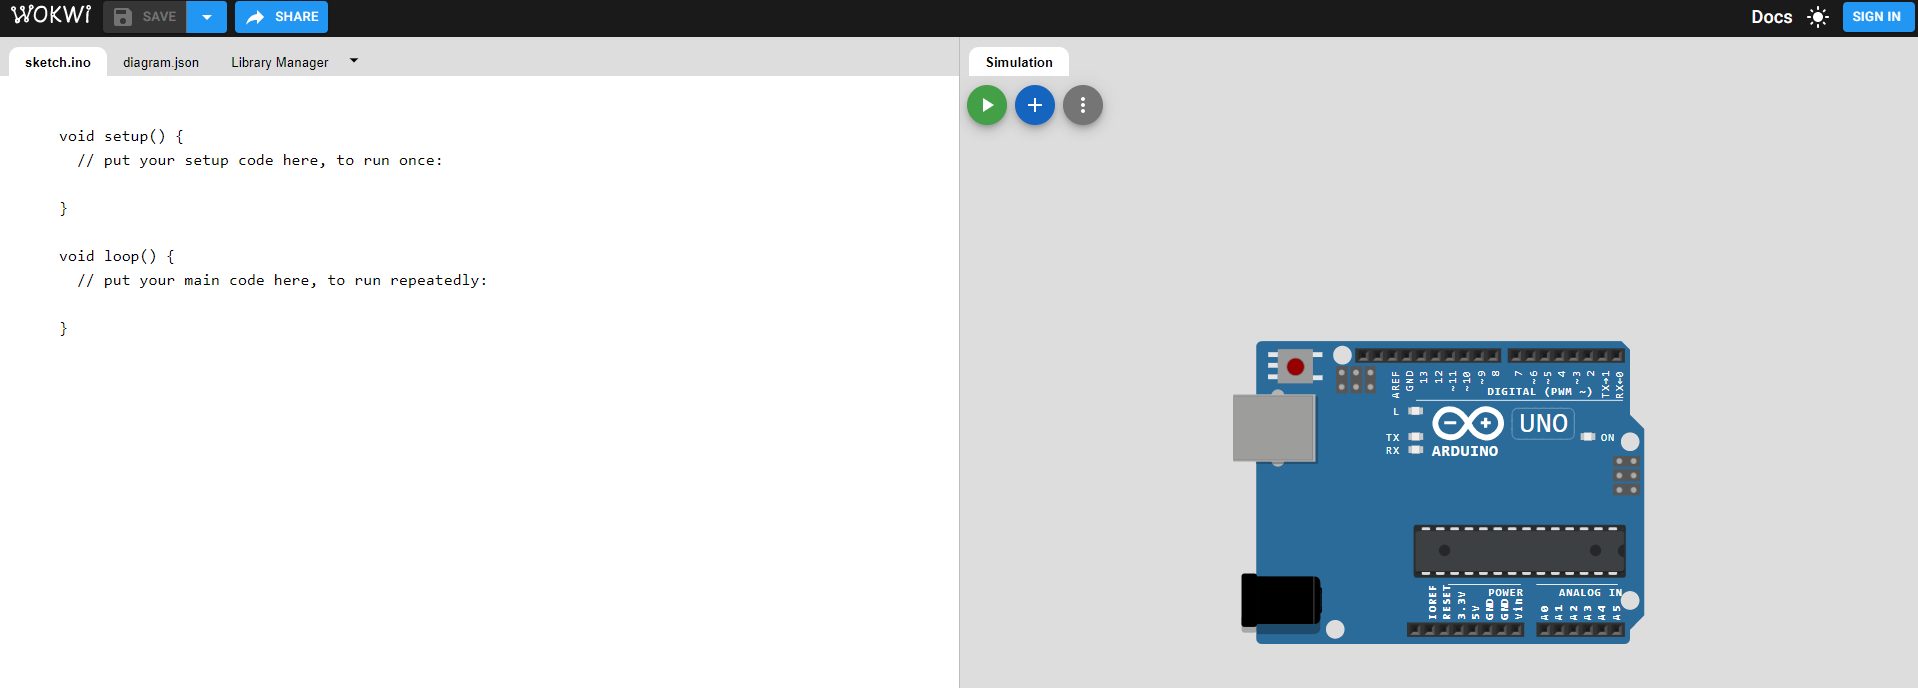 WOKWI SAVE SHARE Docs SIGN IN
sketch.ino diagram.json Library Manager
void setup() {
// put your setup code here, to run once:
}
void loop() {
// put your main code here, to run repeatedly:
}
Simulation
AREF GND 13 12 ~11 ~10 ~9 8 7 ~6 ~5 4 ~3 2 TX→1 RX←0
DIGITAL (PWM ~)
L
UNO
TX
RX
ON
ARDUINO
POWER ANALOG IN
IOREF RESET 3.3V 5V GND GND Vin A0 A1 A2 A3 A4 A5